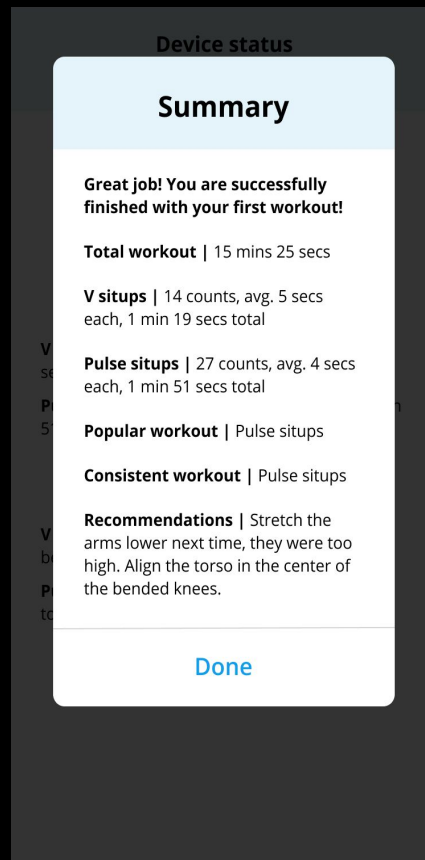 Device status
Summary
Great job! You are successfully
finished with your first workout!
Total workout | 15 mins 25 secs
V situps | 14 counts, avg. 5 secs
each, 1 min 19 secs total
Pulse situps | 27 counts, avg. 4 secs
each, 1 min 51 secs total
Popular workout | Pulse situps
Consistent workout | Pulse situps
Recommendations | Stretch the
arms lower next time, they were too
high. Align the torso in the center of
the bended knees.
Done